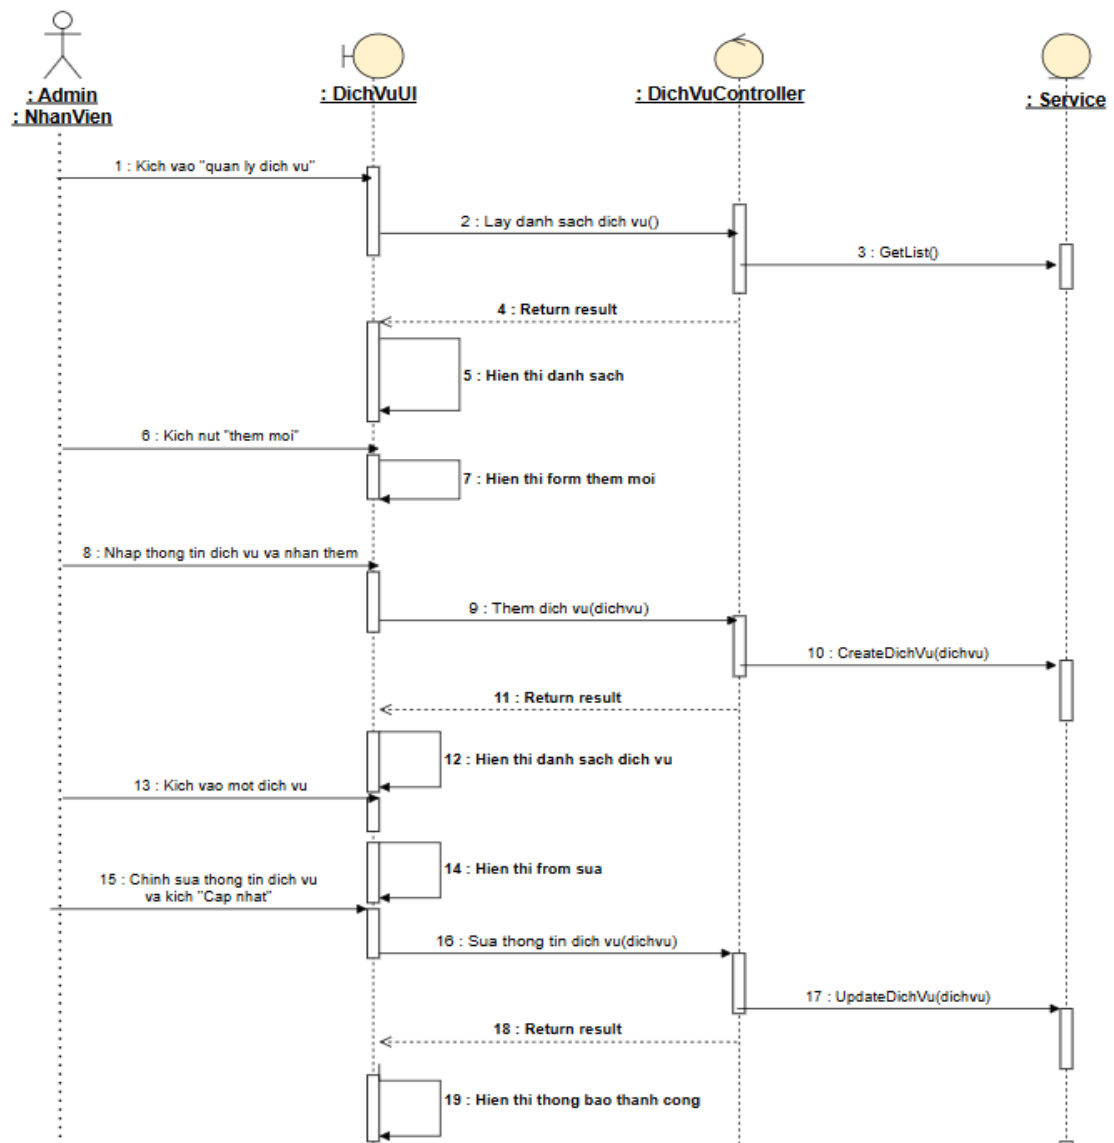 : Admin
: NhanVien
: DichVuUI
: DichVuController
: Service
1 : Kich vao "quan ly dich vu"
2 : Lay danh sach dich vu()
3 : GetList()
4 : Return result
5 : Hien thi danh sach
6 : Kich nut "them moi"
7 : Hien thi form them moi
8 : Nhap thong tin dich vu va nhan them
9 : Them dich vu(dichvu)
10 : CreateDichVu(dichvu)
11 : Return result
12 : Hien thi danh sach dich vu
13 : Kich vao mot dich vu
14 : Hien thi from sua
15 : Chinh sua thong tin dich vu
va kich "Cap nhat"
16 : Sua thong tin dich vu(dichvu)
17 : UpdateDichVu(dichvu)
18 : Return result
19 : Hien thi thong bao thanh cong